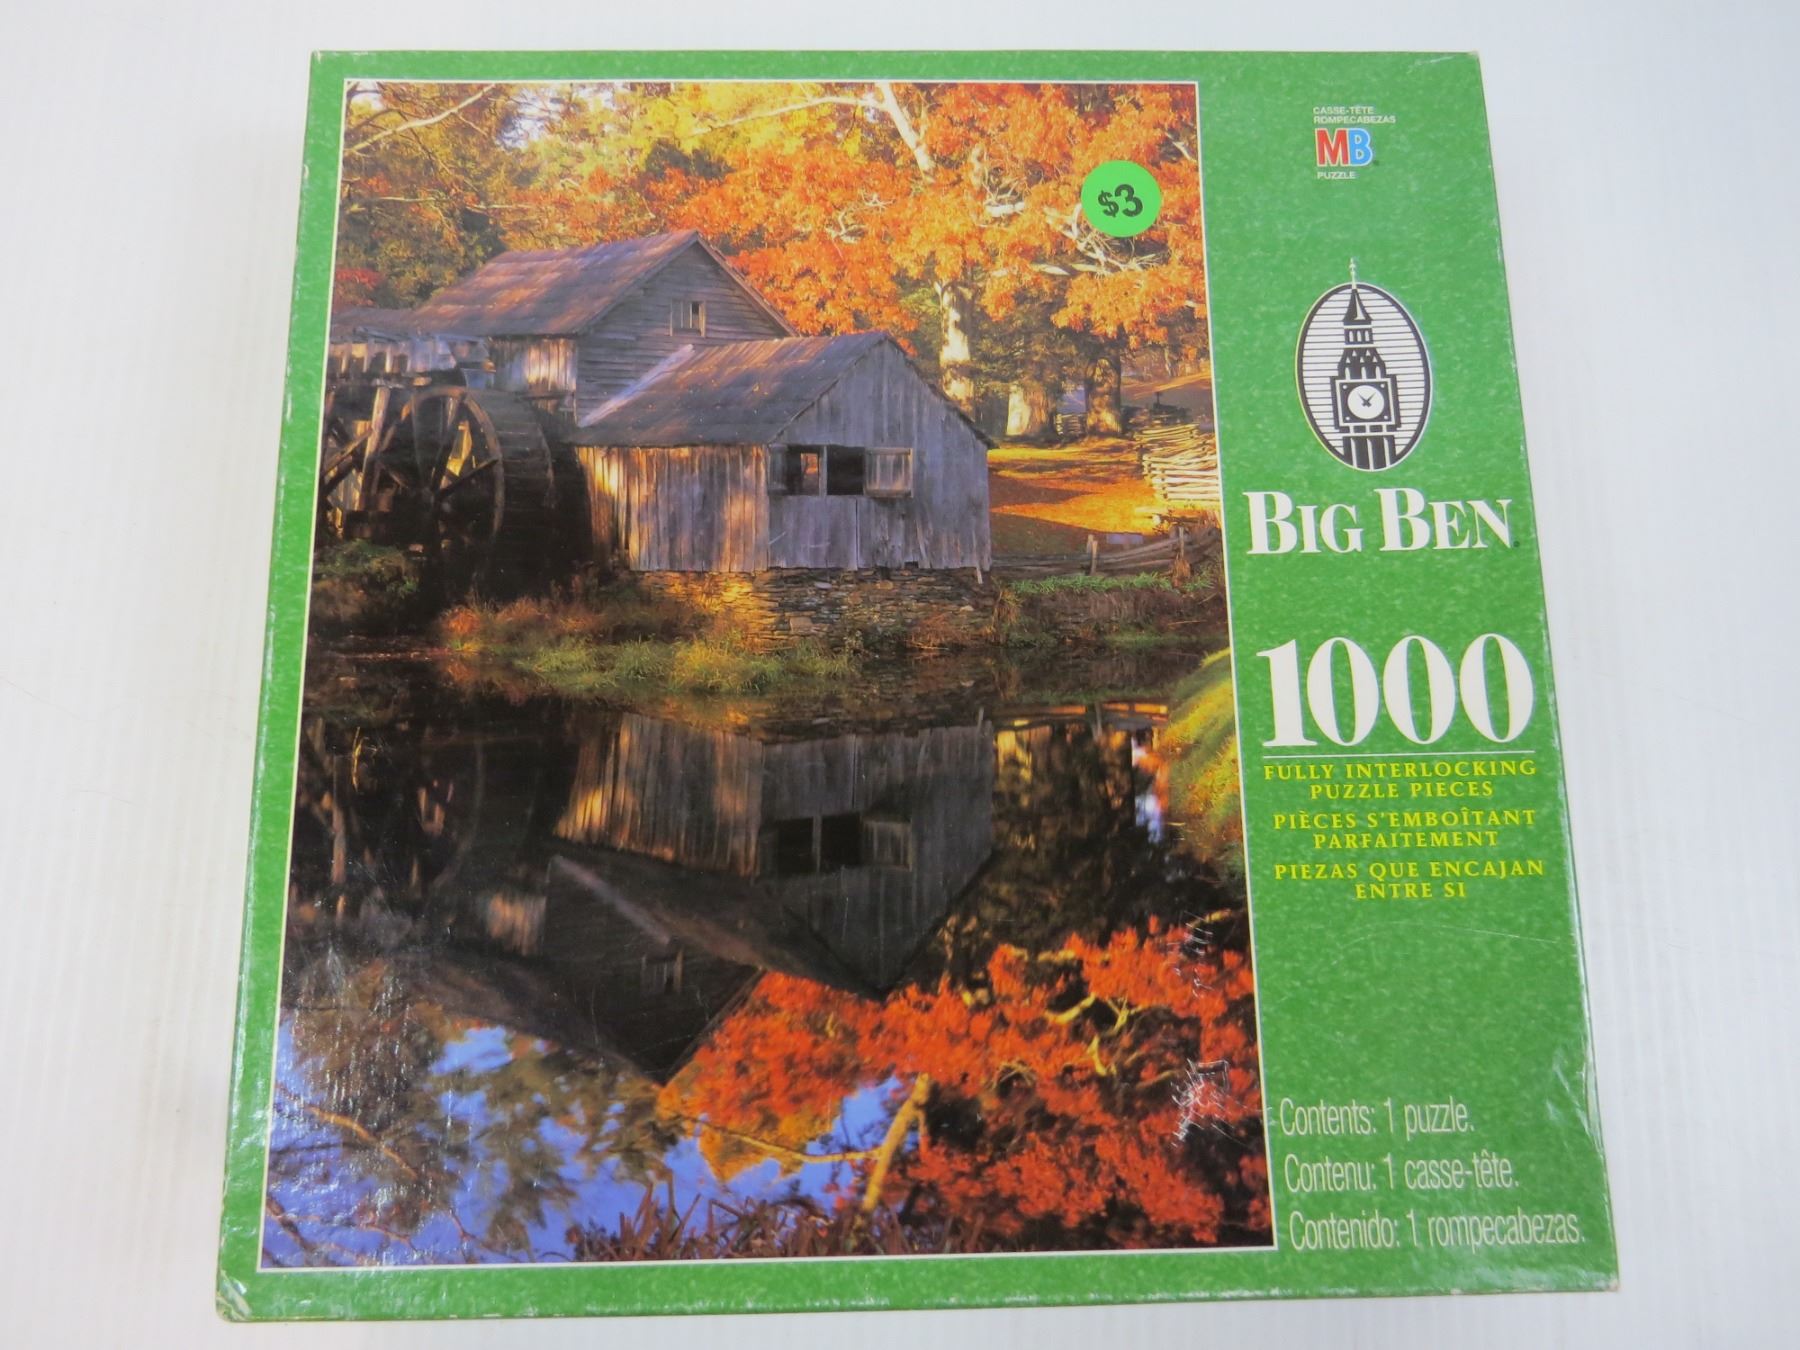 $3
CASSE-TÊTE
ROMPECABEZAS
MB
PUZZLE
BIG BEN
1000
FULLY INTERLOCKING
PUZZLE PIECES
PIÈCES S'EMBOÎTANT
PARFAITEMENT
PIEZAS QUE ENCAJAN
ENTRE SI
Contents: 1 puzzle.
Contenu: 1 casse-tête.
Contenido: 1 rompecabezas.